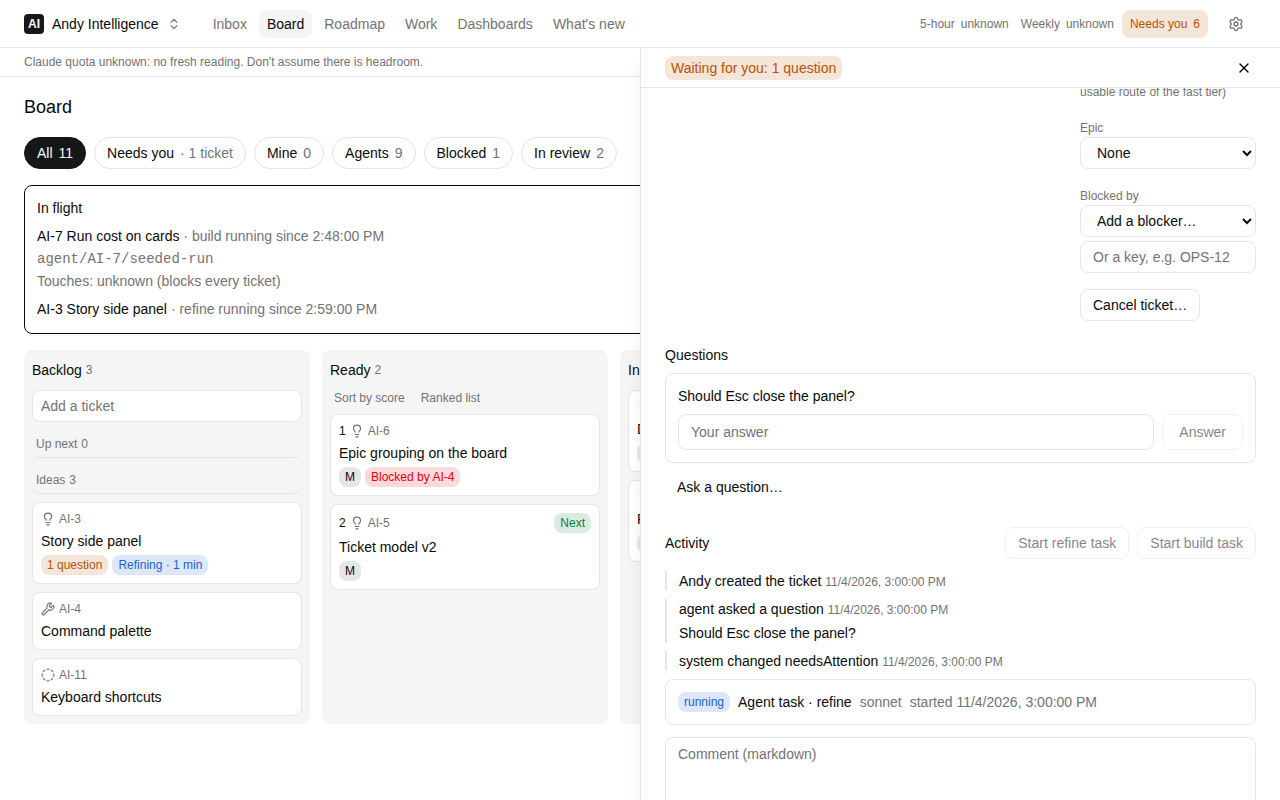 AI Andy Intelligence Inbox Board Roadmap Work Dashboards What's new 5-hour unknown Weekly unknown Needs you 6
Claude quota unknown: no fresh reading. Don't assume there is headroom.
Board
All 11 Needs you · 1 ticket Mine 0 Agents 9 Blocked 1 In review 2
In flight
AI-7 Run cost on cards · build running since 2:48:00 PM
agent/AI-7/seeded-run
Touches: unknown (blocks every ticket)
AI-3 Story side panel · refine running since 2:59:00 PM
Backlog 3
Add a ticket
Up next 0
Ideas 3
AI-3
Story side panel
1 question Refining · 1 min
AI-4
Command palette
AI-11
Keyboard shortcuts
Ready 2
Sort by score Ranked list
1 AI-6
Epic grouping on the board
M Blocked by AI-4
2 AI-5 Next
Ticket model v2
M
In
Waiting for you: 1 question
usable route of the fast tier)
Epic
None
Blocked by
Add a blocker…
Or a key, e.g. OPS-12
Cancel ticket…
Questions
Should Esc close the panel?
Your answer Answer
Ask a question…
Activity Start refine task Start build task
Andy created the ticket 11/4/2026, 3:00:00 PM
agent asked a question 11/4/2026, 3:00:00 PM
Should Esc close the panel?
system changed needsAttention 11/4/2026, 3:00:00 PM
running Agent task · refine sonnet started 11/4/2026, 3:00:00 PM
Comment (markdown)